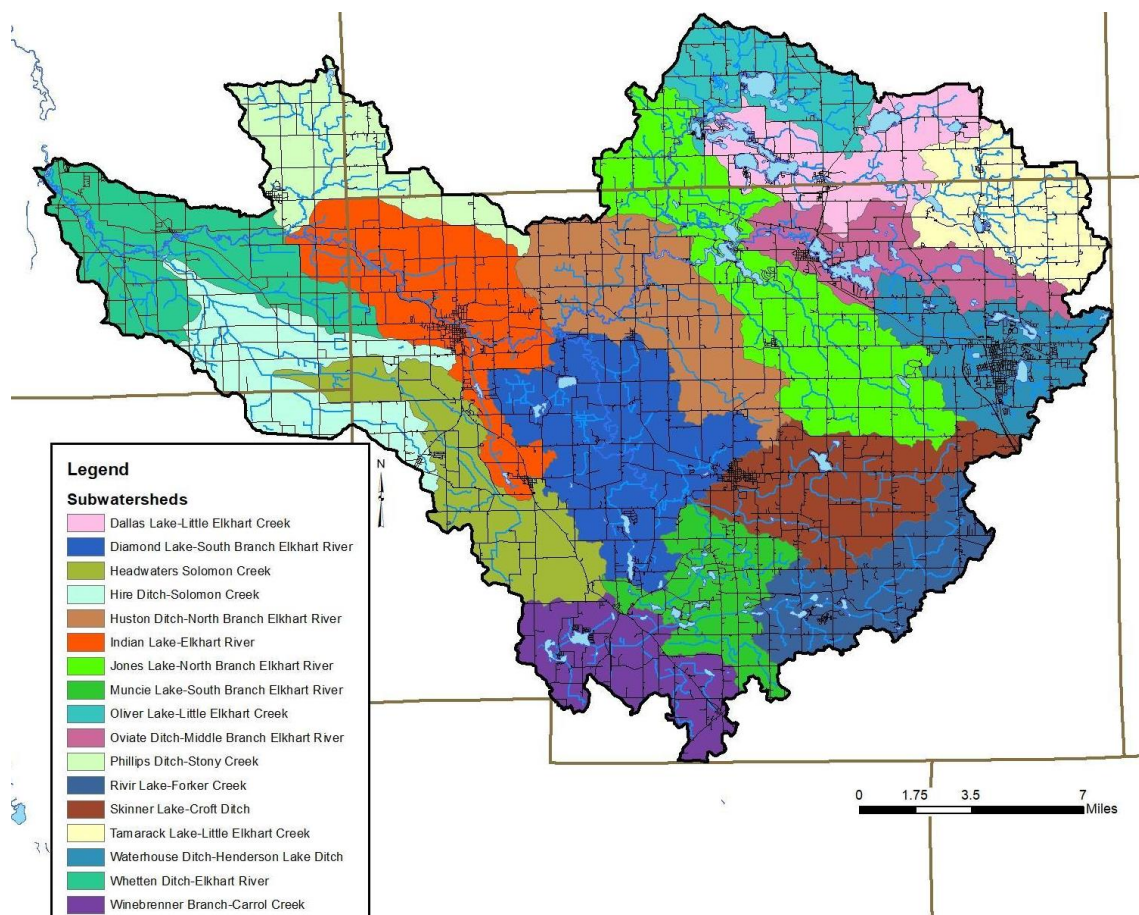 N
Legend
Subwatersheds
Dallas Lake-Little Elkhart Creek
Diamond Lake-South Branch Elkhart River
Headwaters Solomon Creek
Hire Ditch-Solomon Creek
Huston Ditch-North Branch Elkhart River
Indian Lake-Elkhart River
Jones Lake-North Branch Elkhart River
Muncie Lake-South Branch Elkhart River
Oliver Lake-Little Elkhart Creek
Oviate Ditch-Middle Branch Elkhart River
Phillips Ditch-Stony Creek
Rivir Lake-Forker Creek
Skinner Lake-Croft Ditch
Tamarack Lake-Little Elkhart Creek
Waterhouse Ditch-Henderson Lake Ditch
Whetten Ditch-Elkhart River
Winebrenner Branch-Carrol Creek
0 1.75 3.5 7
Miles